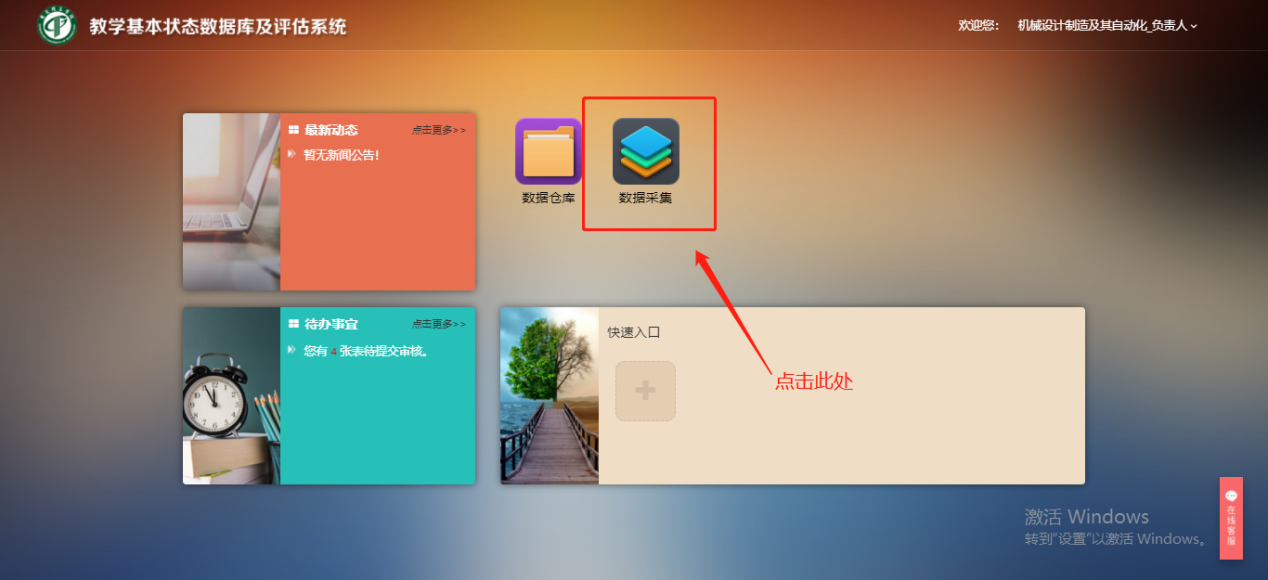 教学基本状态数据库及评估系统
欢迎您： 机械设计制造及其自动化_负责人
最新动态 点击更多>>
暂无新闻公告!
数据仓库 数据采集
待办事宜 点击更多>>
您有 4 张表待提交审核。
快速入口
点击此处
激活 Windows
转到"设置"以激活 Windows。
在线客服